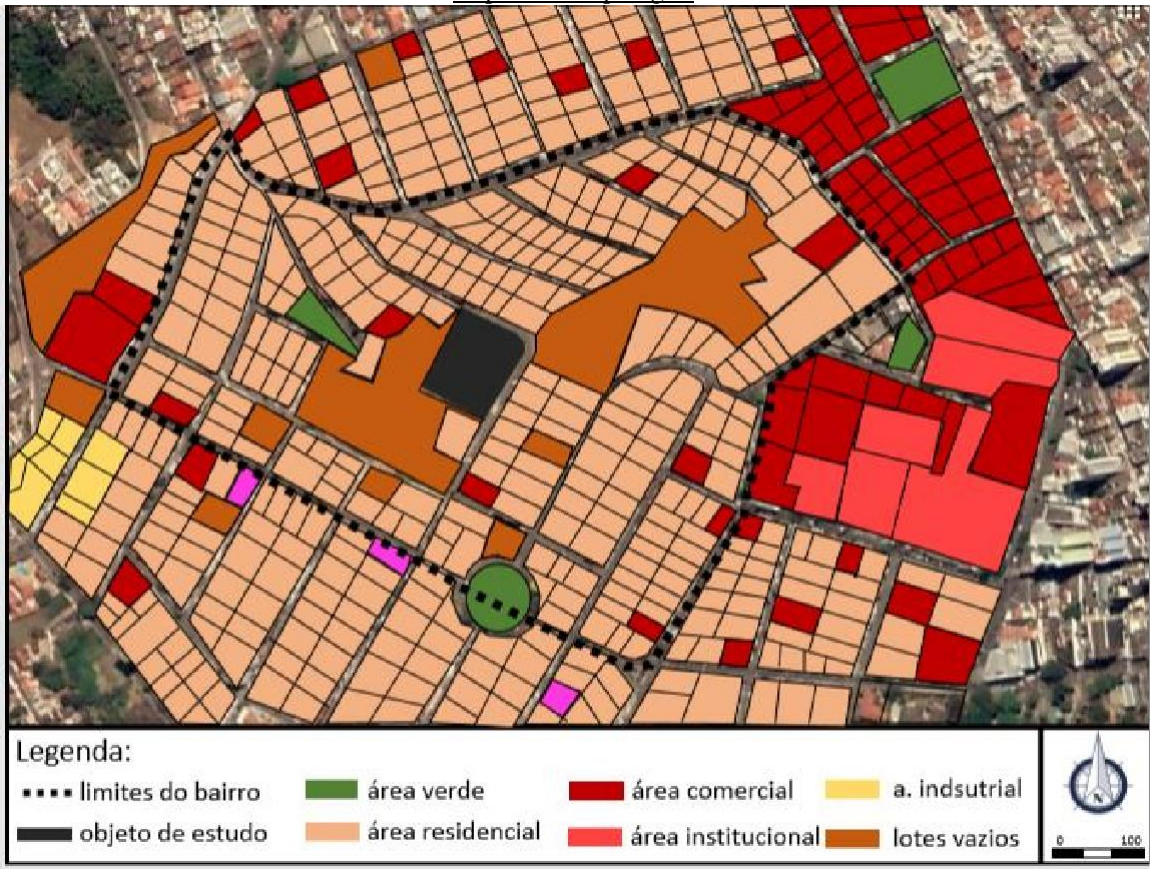 Legenda:
limites do bairro
área verde
área comercial
a. indsutrial
objeto de estudo
área residencial
área institucional
lotes vazios
N
0 100